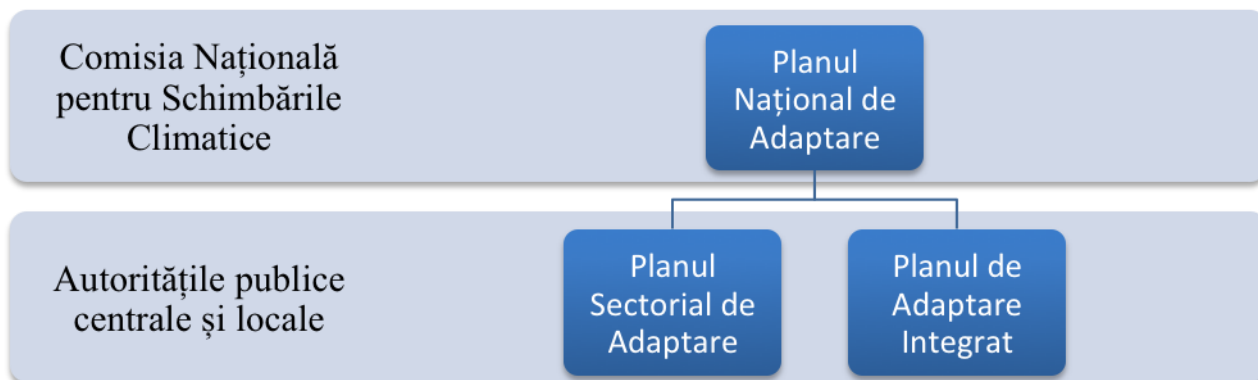 Comisia Națională
pentru Schimbările
Climatice
Planul
Național de
Adaptare
Autoritățile publice
centrale și locale
Planul
Sectorial de
Adaptare
Planul de
Adaptare
Integrat